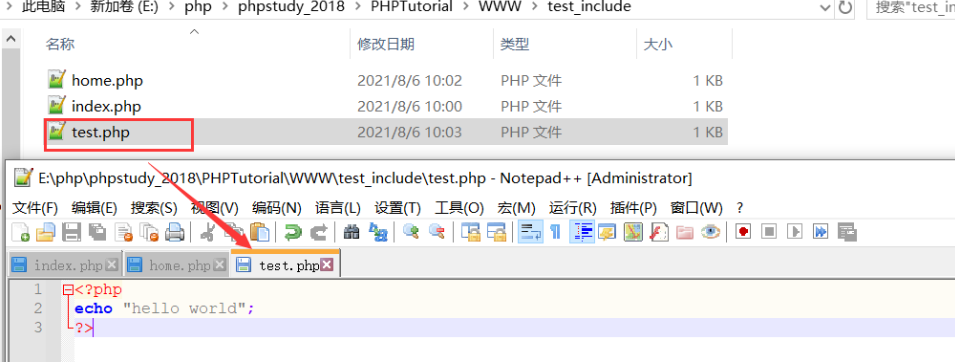 此电脑 > 新加卷 (E:) > php > phpstudy_2018 > PHPTutorial > WWW > test_include
搜索"test_in
名称 修改日期 类型 大小
home.php 2021/8/6 10:02 PHP 文件 1 KB
index.php 2021/8/6 10:00 PHP 文件 1 KB
test.php 2021/8/6 10:03 PHP 文件 1 KB
E:\php\phpstudy_2018\PHPTutorial\WWW\test_include\test.php - Notepad++ [Administrator]
文件(F) 编辑(E) 搜索(S) 视图(V) 编码(N) 语言(L) 设置(T) 工具(O) 宏(M) 运行(R) 插件(P) 窗口(W) ?
index.php home.php test.php
1 <?php
2 echo "hello world";
3 ?>